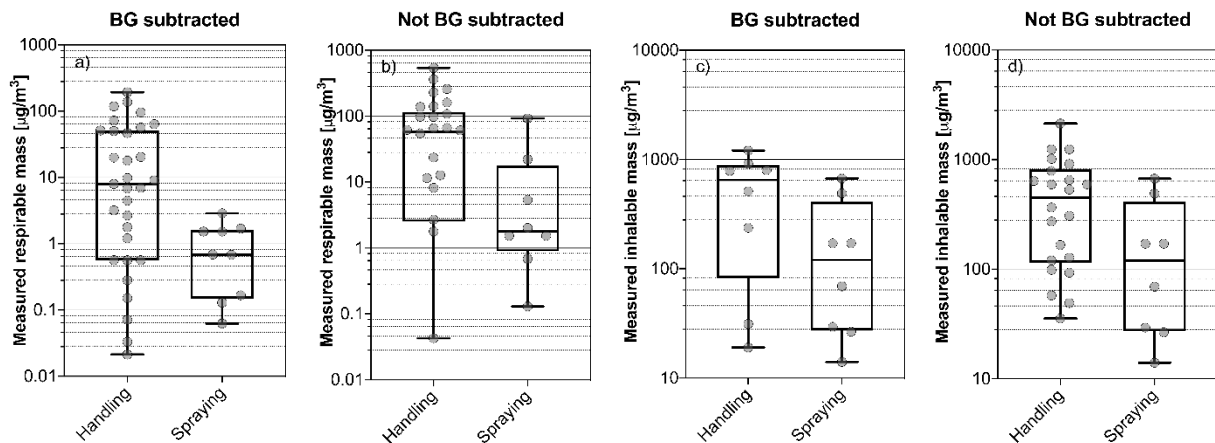 BG subtracted
Measured respirable mass [µg/m³]
a)
1000
100
10
1
0.1
0.01
Handling
Spraying
Not BG subtracted
Measured respirable mass [µg/m³]
b)
1000
100
10
1
0.1
0.01
Handling
Spraying
BG subtracted
Measured inhalable mass [µg/m³]
c)
10000
1000
100
10
Handling
Spraying
Not BG subtracted
Measured inhalable mass [µg/m³]
d)
10000
1000
100
10
Handling
Spraying